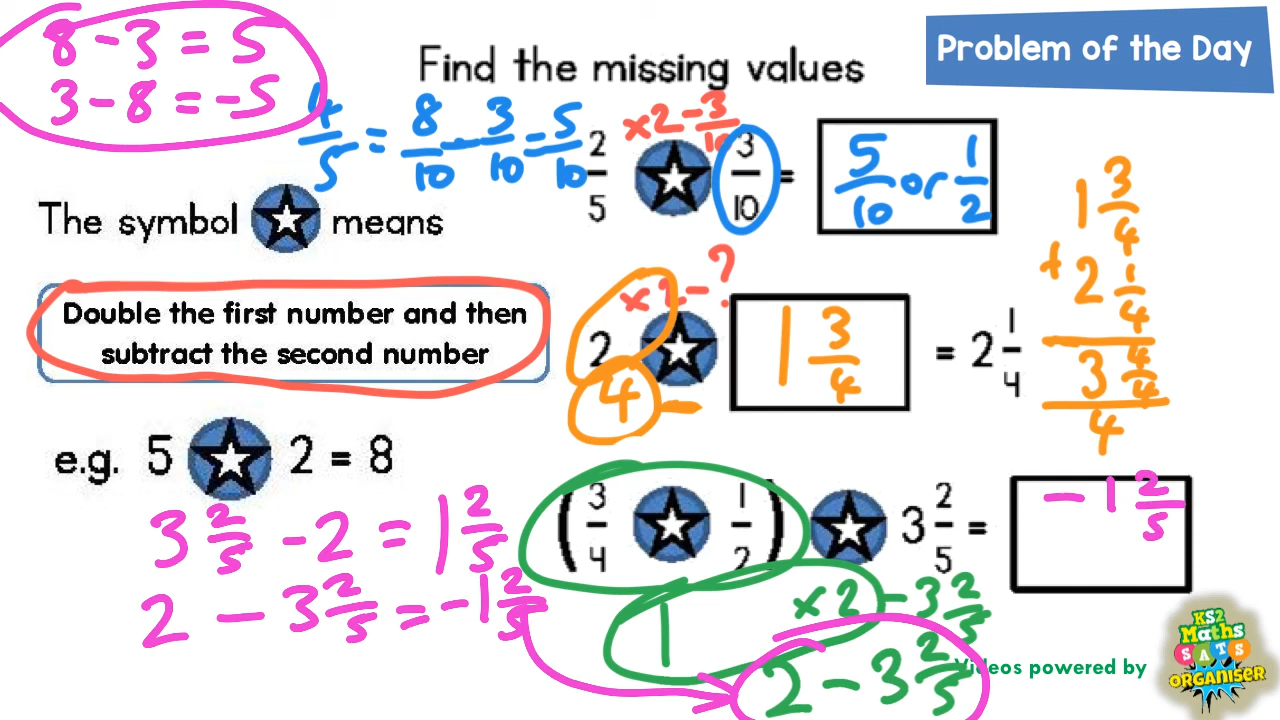 8 - 3 = 5
3 - 8 = -5
Find the missing values
Problem of the Day
4/5 = 8/10 - 3/10 = 5/10
×2 - 3/10
2/5 ★ 3/10 = 5/10 or 1/2
The symbol ★ means
Double the first number and then
subtract the second number
×2 - ?
2 ★ 1 3/4 = 2 1/4
4 -
1 3/4
+ 2 1/4
3 4/4
4
e.g. 5 ★ 2 = 8
(3/4 ★ 1/2) ★ 3 2/5 = -1 2/5
3 2/5 - 2 = 1 2/5
2 - 3 2/5 = -1 2/5
1 ×2 - 3 2/5
2 - 3 2/5
Videos powered by
KS2
Maths
SATS
ORGANISER